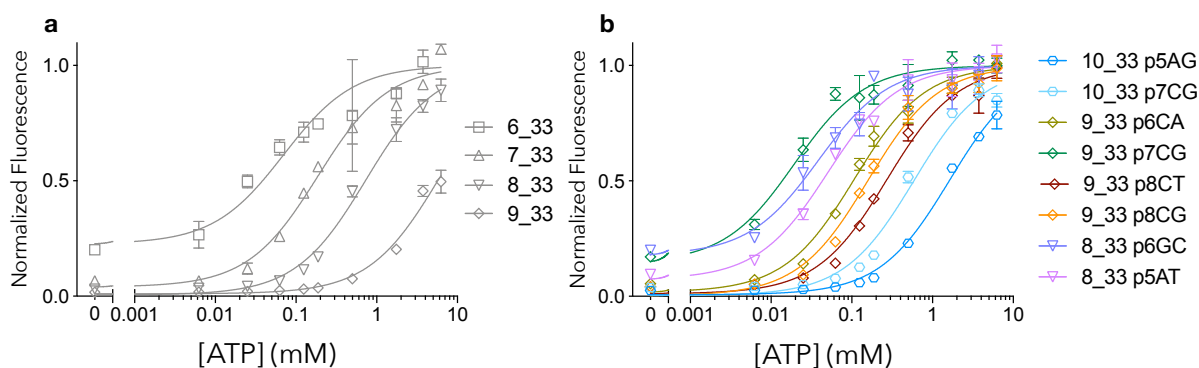 a
Normalized Fluorescence
1.0
0.5
0.0
0
0.001
0.01
0.1
1
10
[ATP] (mM)
6_33
7_33
8_33
9_33
b
Normalized Fluorescence
1.0
0.5
0.0
0
0.001
0.01
0.1
1
10
[ATP] (mM)
10_33 p5AG
10_33 p7CG
9_33 p6CA
9_33 p7CG
9_33 p8CT
9_33 p8CG
8_33 p6GC
8_33 p5AT